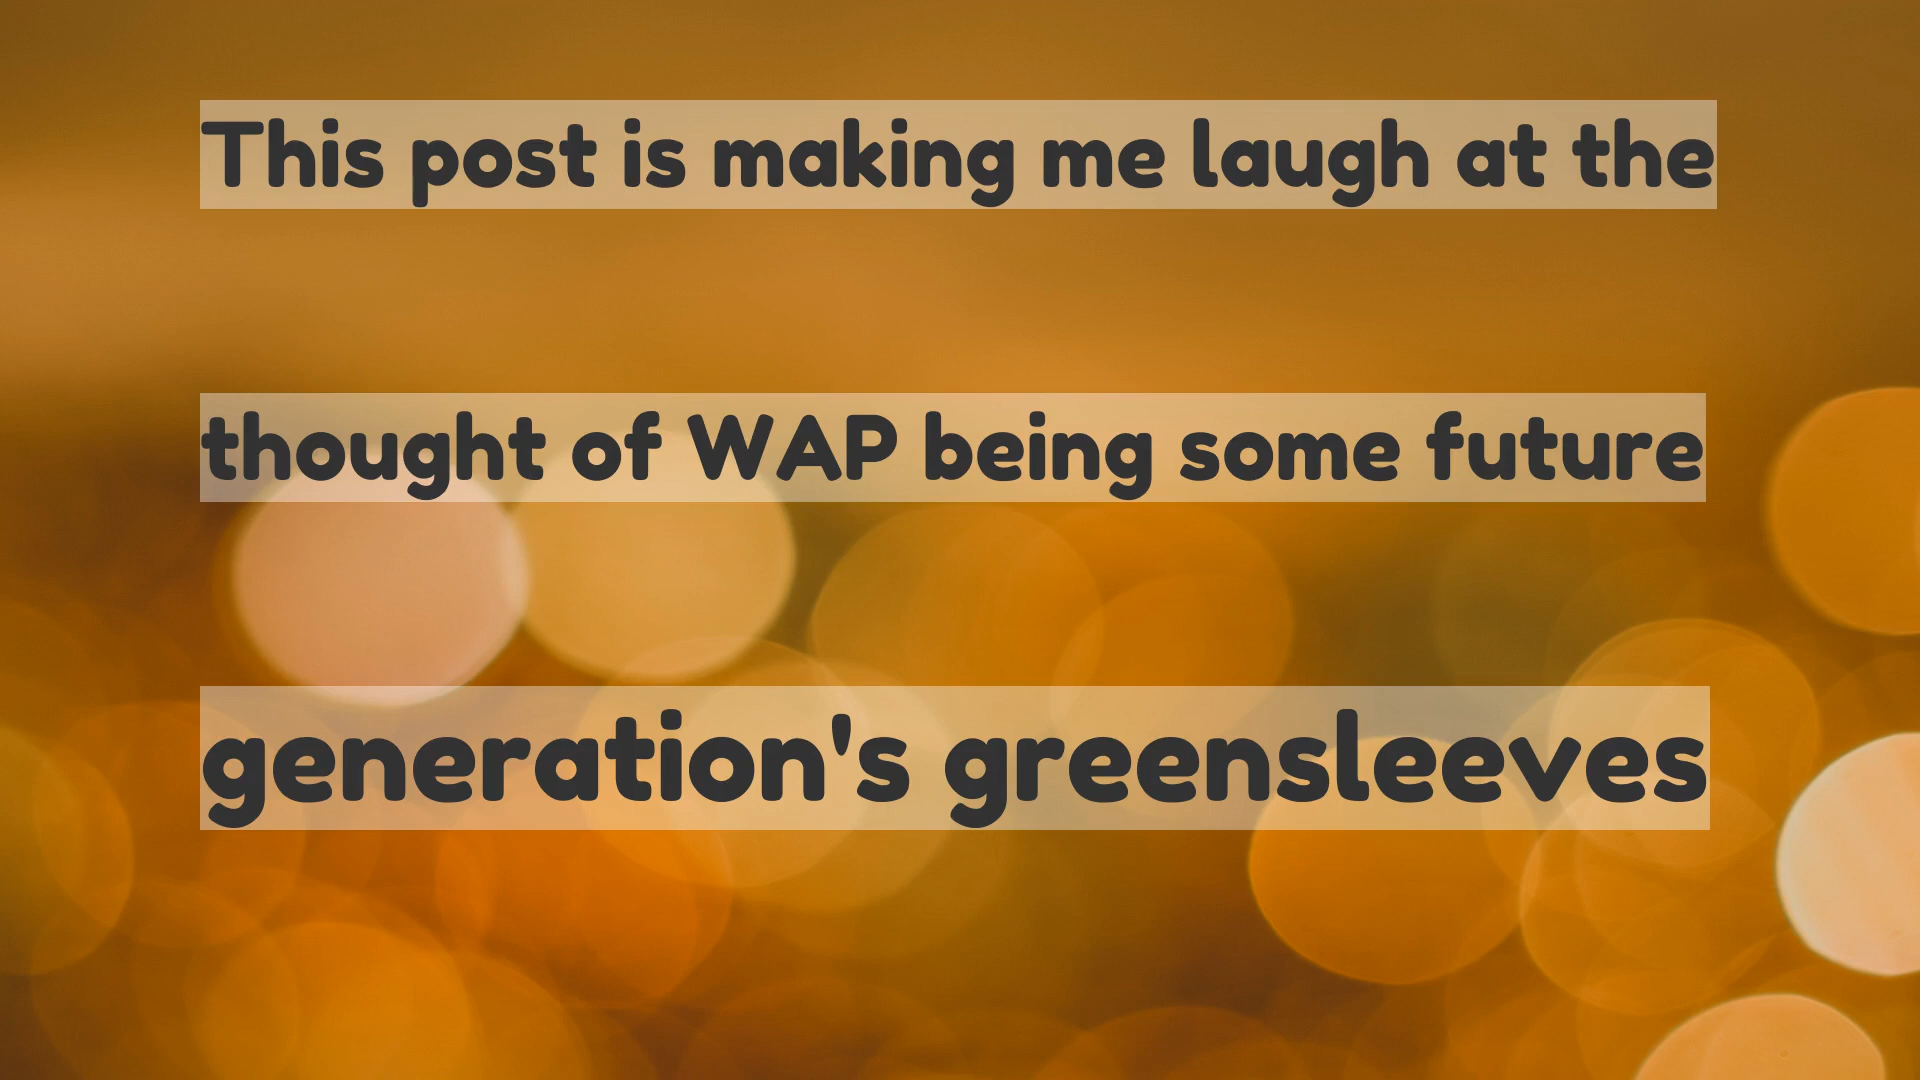 This post is making me laugh at the
thought of WAP being some future
generation's greensleeves